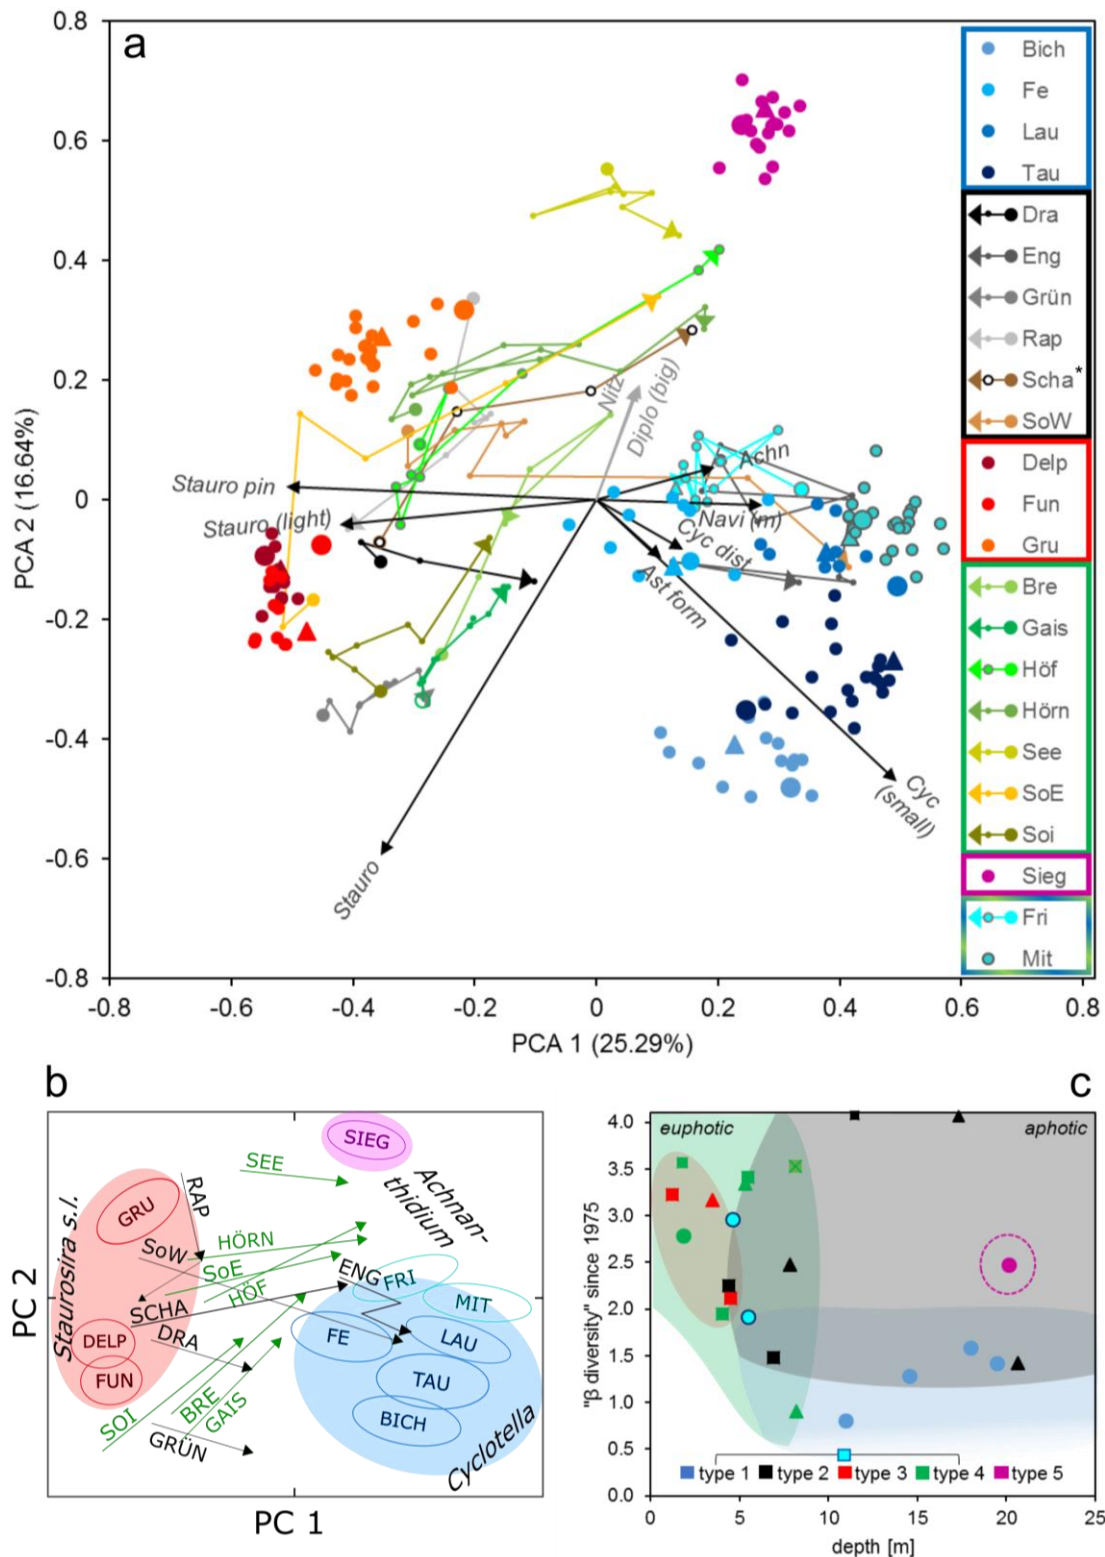 a
0.8
0.6
0.4
0.2
0
-0.2
-0.4
-0.6
-0.8
PCA 2 (16.64%)
-0.8
-0.6
-0.4
-0.2
0
0.2
0.4
0.6
0.8
PCA 1 (25.29%)
Stauro pin
Stauro (light)
Stauro
Nitz
Diplo (big)
Achn
Navi (m)
Cyc dist
Ast form
Cyc
(small)
Bich
Fe
Lau
Tau
Dra
Eng
Grün
Rap
Scha*
SoW
Delp
Fun
Gru
Bre
Gais
Höf
Hörn
See
SoE
Soi
Sieg
Fri
Mit
b
PC 2
PC 1
Staurosira s.l.
Achnan-
thidium
Cyclotella
SIEG
SEE
GRU
RAP
SoW
HÖRN
SoE
HÖF
SCHA
DRA
DELP
FUN
SOI
BRE
GAIS
GRÜN
ENG
FRI
MIT
FE
LAU
TAU
BICH
c
euphotic
aphotic
4.0
3.5
3.0
2.5
2.0
1.5
1.0
0.5
0.0
"β diversity" since 1975
type 1
type 2
type 3
type 4
type 5
0
5
10
15
20
25
depth [m]